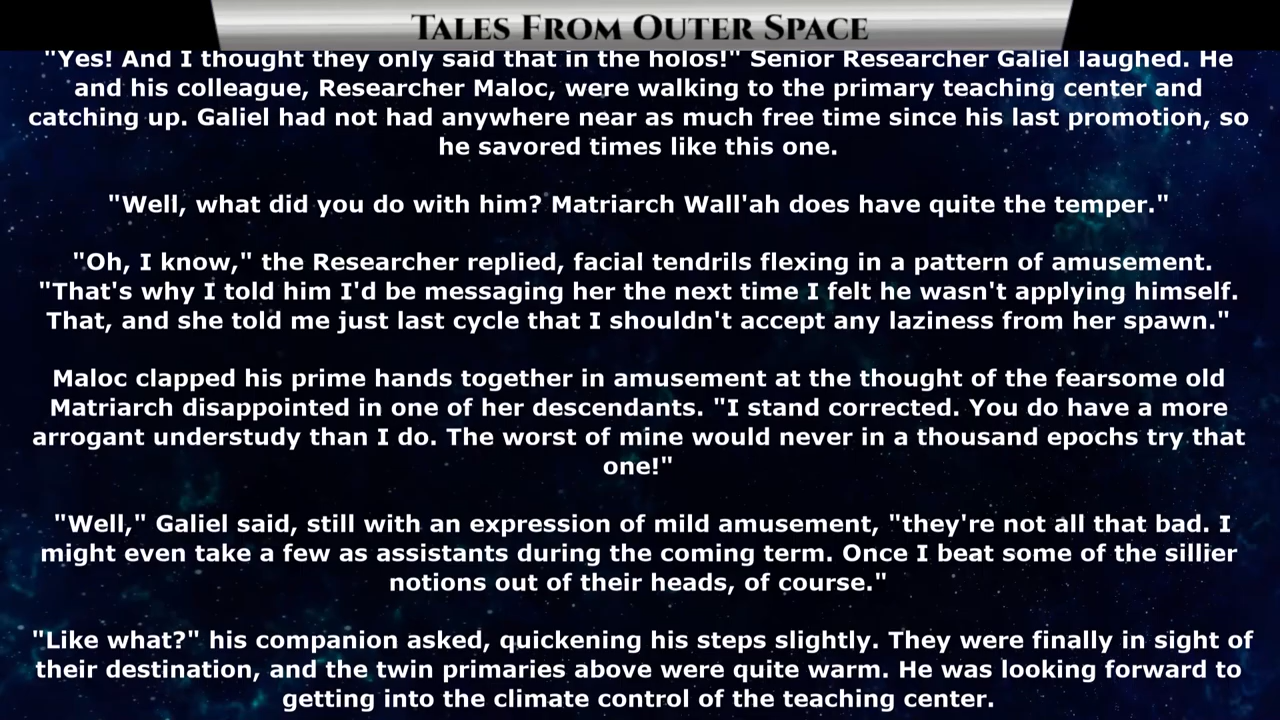 Tales From Outer Space
"Yes! And I thought they only said that in the holos!" Senior Researcher Galiel laughed. He
and his colleague, Researcher Maloc, were walking to the primary teaching center and
catching up. Galiel had not had anywhere near as much free time since his last promotion, so
he savored times like this one.
"Well, what did you do with him? Matriarch Wall'ah does have quite the temper."
"Oh, I know," the Researcher replied, facial tendrils flexing in a pattern of amusement.
"That's why I told him I'd be messaging her the next time I felt he wasn't applying himself.
That, and she told me just last cycle that I shouldn't accept any laziness from her spawn."
Maloc clapped his prime hands together in amusement at the thought of the fearsome old
Matriarch disappointed in one of her descendants. "I stand corrected. You do have a more
arrogant understudy than I do. The worst of mine would never in a thousand epochs try that
one!"
"Well," Galiel said, still with an expression of mild amusement, "they're not all that bad. I
might even take a few as assistants during the coming term. Once I beat some of the sillier
notions out of their heads, of course."
"Like what?" his companion asked, quickening his steps slightly. They were finally in sight of
their destination, and the twin primaries above were quite warm. He was looking forward to
getting into the climate control of the teaching center.